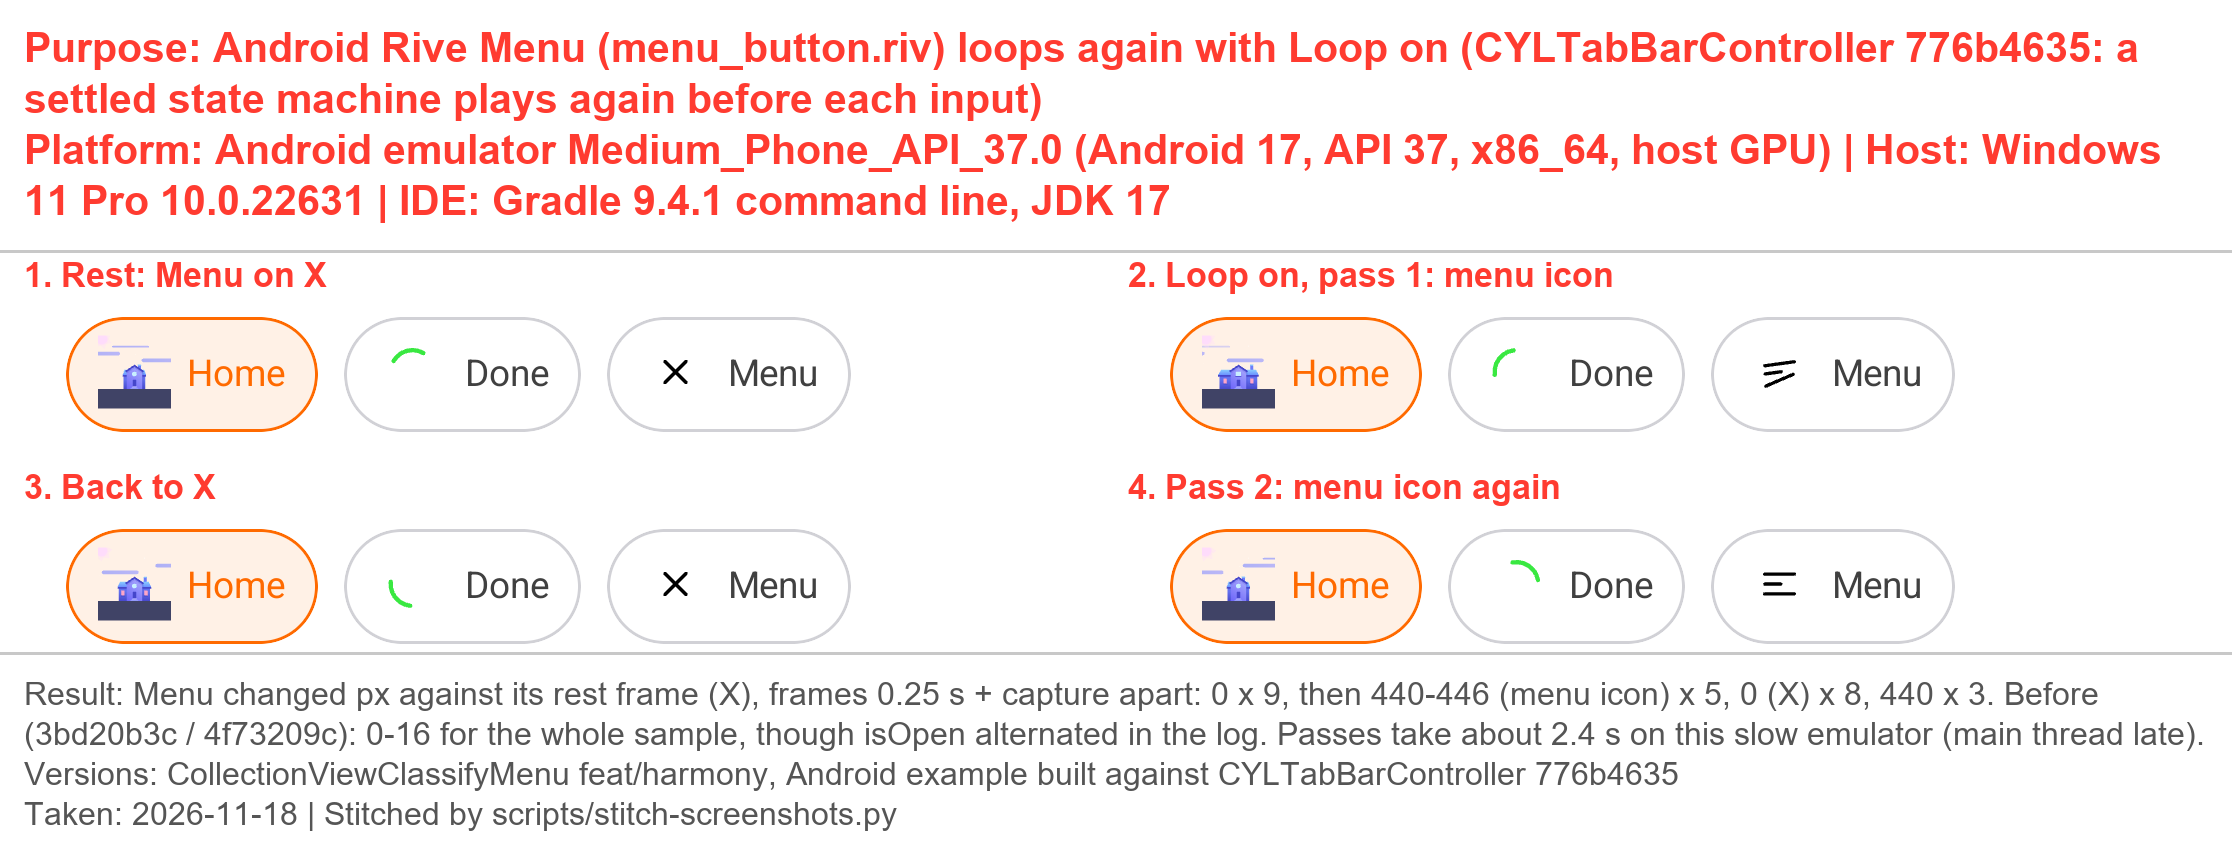 Purpose: Android Rive Menu (menu_button.riv) loops again with Loop on (CYLTabBarController 776b4635: a
settled state machine plays again before each input)
Platform: Android emulator Medium_Phone_API_37.0 (Android 17, API 37, x86_64, host GPU) | Host: Windows
11 Pro 10.0.22631 | IDE: Gradle 9.4.1 command line, JDK 17
1. Rest: Menu on X
Home
Done
Menu
2. Loop on, pass 1: menu icon
Home
Done
Menu
3. Back to X
Home
Done
Menu
4. Pass 2: menu icon again
Home
Done
Menu
Result: Menu changed px against its rest frame (X), frames 0.25 s + capture apart: 0 x 9, then 440-446 (menu icon) x 5, 0 (X) x 8, 440 x 3. Before
(3bd20b3c / 4f73209c): 0-16 for the whole sample, though isOpen alternated in the log. Passes take about 2.4 s on this slow emulator (main thread late).
Versions: CollectionViewClassifyMenu feat/harmony, Android example built against CYLTabBarController 776b4635
Taken: 2026-11-18 | Stitched by scripts/stitch-screenshots.py